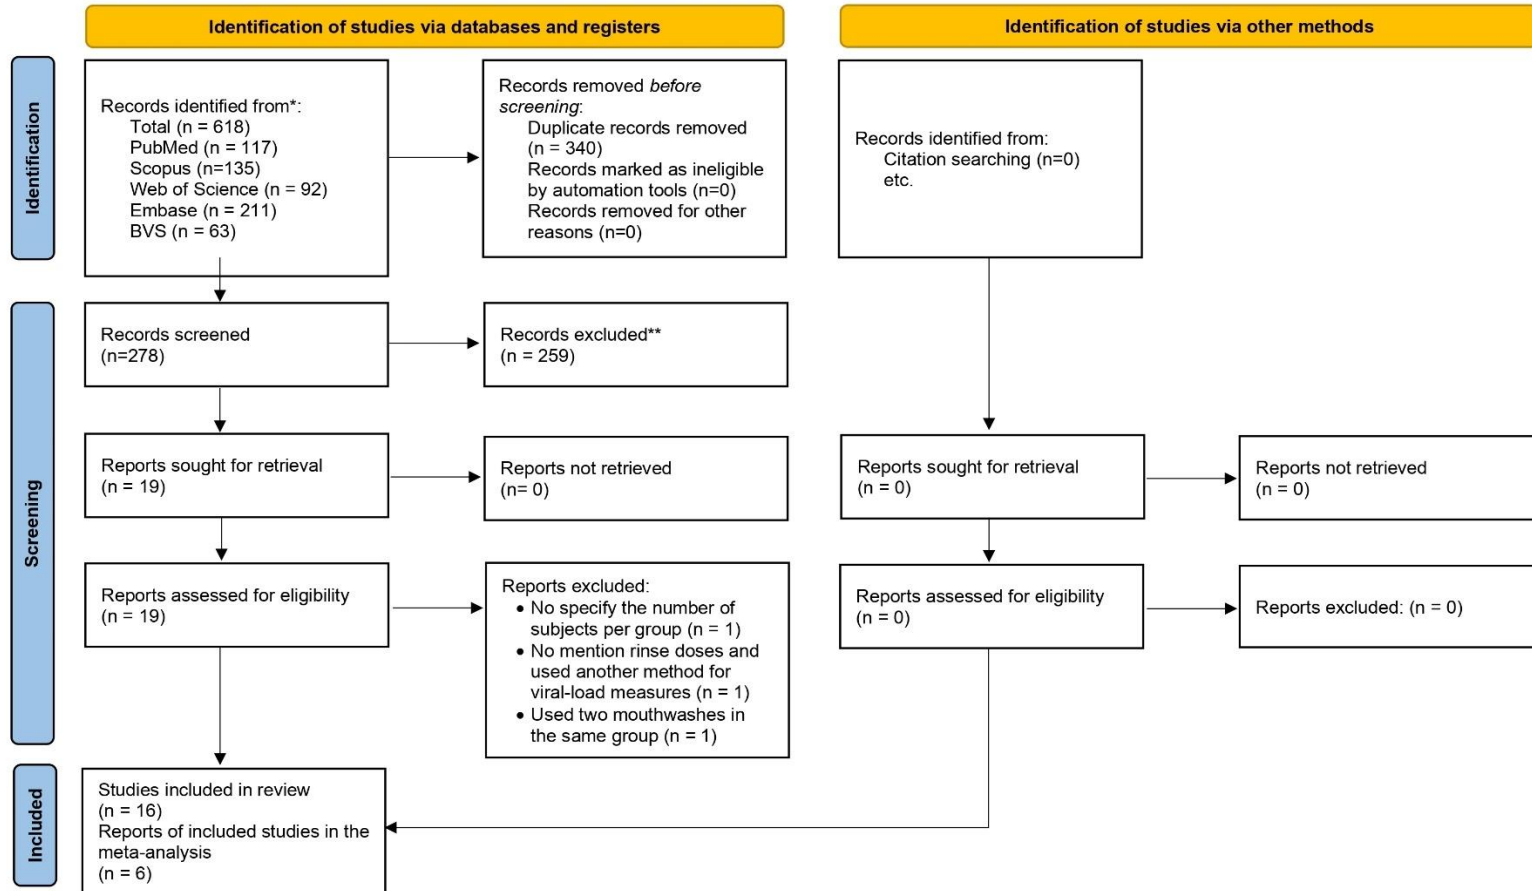 Identification of studies via databases and registers
Identification of studies via other methods
Identification
Records identified from*:
Total (n = 618)
PubMed (n = 117)
Scopus (n=135)
Web of Science (n = 92)
Embase (n = 211)
BVS (n = 63)
Records removed before
screening:
Duplicate records removed
(n = 340)
Records marked as ineligible
by automation tools (n=0)
Records removed for other
reasons (n=0)
Records identified from:
Citation searching (n=0)
etc.
Screening
Records screened
(n=278)
Records excluded**
(n = 259)
Reports sought for retrieval
(n = 19)
Reports not retrieved
(n= 0)
Reports sought for retrieval
(n = 0)
Reports not retrieved
(n = 0)
Reports assessed for eligibility
(n = 19)
Reports excluded:
• No specify the number of
subjects per group (n = 1)
• No mention rinse doses and
used another method for
viral-load measures (n = 1)
• Used two mouthwashes in
the same group (n = 1)
Reports assessed for eligibility
(n = 0)
Reports excluded: (n = 0)
Included
Studies included in review
(n = 16)
Reports of included studies in the
meta-analysis
(n = 6)